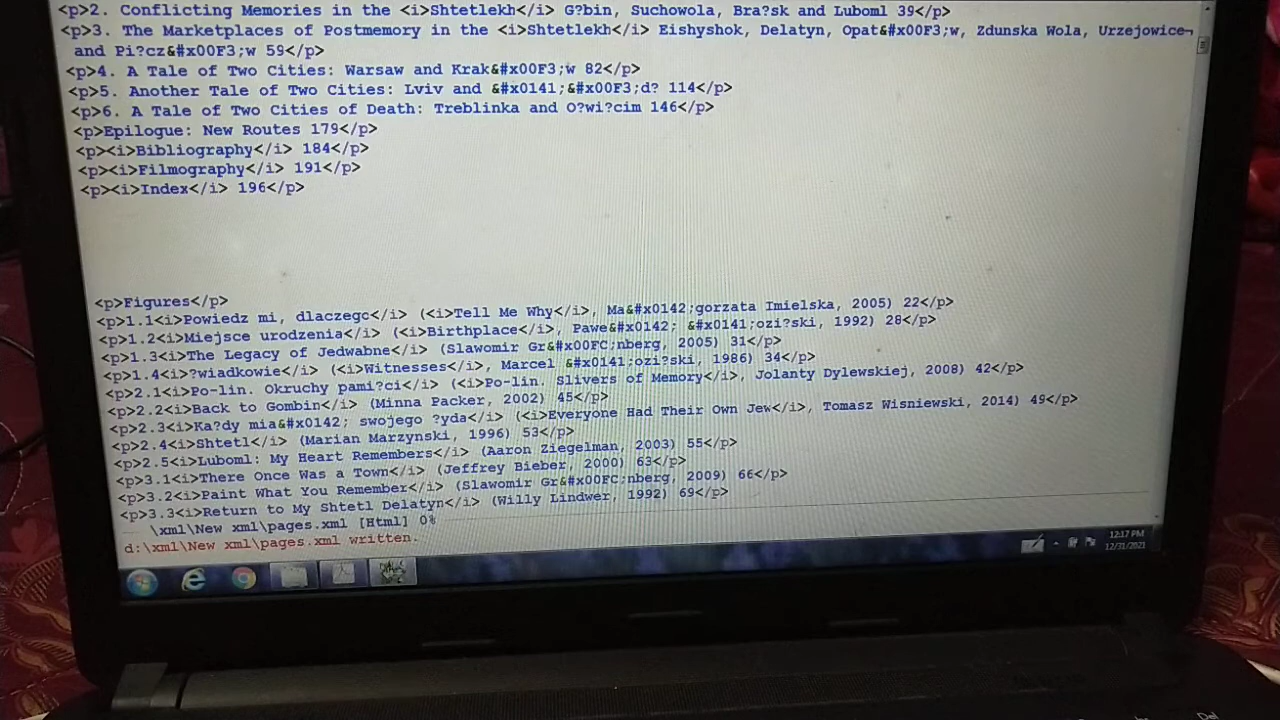 <p>2. Conflicting Memories in the <i>Shtetlekh</i> G?bin, Suchowola, Bra?sk and Luboml 39</p>
<p>3. The Marketplaces of Postmemory in the <i>Shtetlekh</i> Eishyshok, Delatyn, Opat&#x00F3;w, Zdunska Wola, Urzejowice¬
and Pi?cz&#x00F3;w 59</p>
<p>4. A Tale of Two Cities: Warsaw and Krak&#x00F3;w 82</p>
<p>5. Another Tale of Two Cities: Lviv and &#x0141;&#x00F3;d? 114</p>
<p>6. A Tale of Two Cities of Death: Treblinka and O?wi?cim 146</p>
<p>Epilogue: New Routes 179</p>
<p><i>Bibliography</i> 184</p>
<p><i>Filmography</i> 191</p>
<p><i>Index</i> 196</p>
<p>Figures</p>
<p>1.1<i>Powiedz mi, dlaczegc</i> (<i>Tell Me Why</i>, Ma&#x0142;gorzata Imielska, 2005) 22</p>
<p>1.2<i>Miejsce urodzenia</i> (<i>Birthplace</i>, Pawe&#x0142; &#x0141;ozi?ski, 1992) 28</p>
<p>1.3<i>The Legacy of Jedwabne</i> (Slawomir Gr&#x00FC;nberg, 2005) 31</p>
<p>1.4<i>?wiadkowie</i> (<i>Witnesses</i>, Marcel &#x0141;ozi?ski, 1986) 34</p>
<p>2.1<i>Po-lin. Okruchy pami?ci</i> (<i>Po-lin. Slivers of Memory</i>, Jolanty Dylewskiej, 2008) 42</p>
<p>2.2<i>Back to Gombin</i> (Minna Packer, 2002) 45</p>
<p>2.3<i>Ka?dy mia&#x0142; swojego ?yda</i> (<i>Everyone Had Their Own Jew</i>, Tomasz Wisniewski, 2014) 49</p>
<p>2.4<i>Shtetl</i> (Marian Marzynski, 1996) 53</p>
<p>2.5<i>Luboml: My Heart Remembers</i> (Aaron Ziegelman, 2003) 55</p>
<p>3.1<i>There Once Was a Town</i> (Jeffrey Bieber, 2000) 63</p>
<p>3.2<i>Paint What You Remember</i> (Slawomir Gr&#x00FC;nberg, 2009) 66</p>
<p>3.3<i>Return to My Shtetl Delatyn</i> (Willy Lindwer, 1992) 69</p>
\xml\New xml\pages.xml [Html] 0%
d:\xml\New xml\pages.xml written.
12:17 PM
12/31/2021